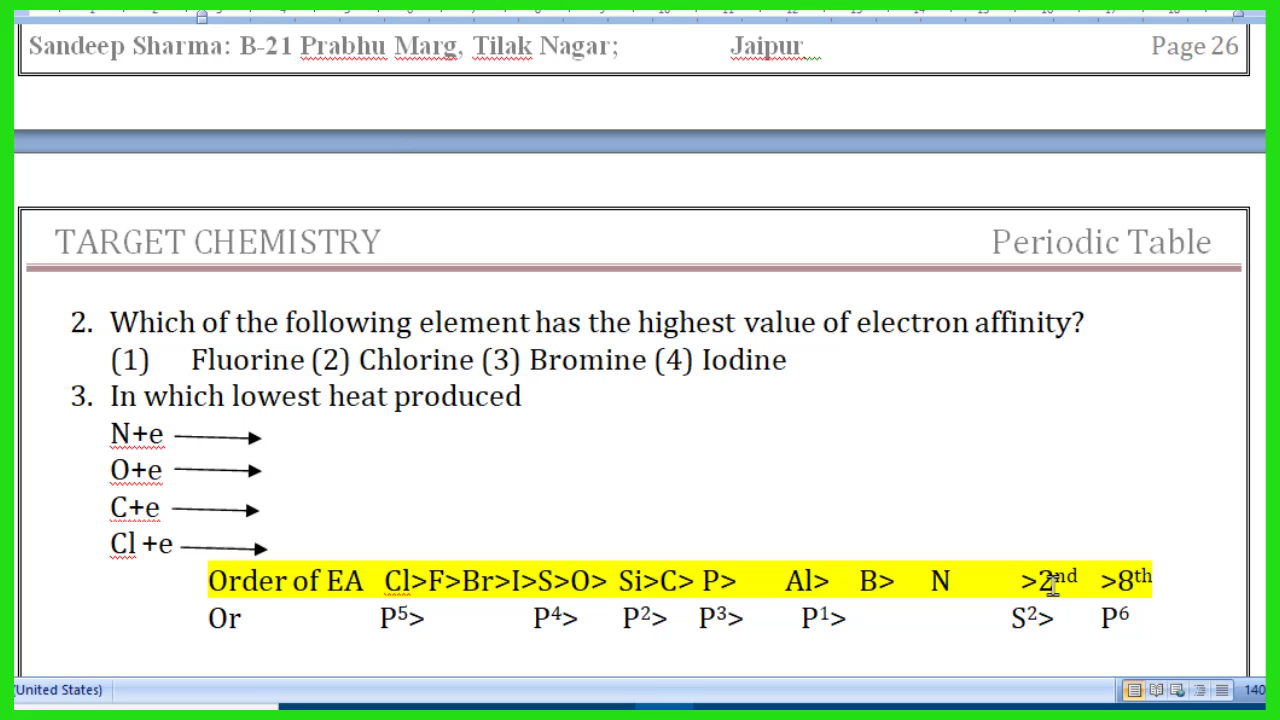 Sandeep Sharma: B-21 Prabhu Marg, Tilak Nagar; Jaipur Page 26
TARGET CHEMISTRY Periodic Table
2. Which of the following element has the highest value of electron affinity?
(1) Fluorine (2) Chlorine (3) Bromine (4) Iodine
3. In which lowest heat produced
N+e
O+e
C+e
Cl +e
Order of EA Cl>F>Br>I>S>O> Si>C> P> Al> B> N >2nd >8th
Or P5> P4> P2> P3> P1> S2> P6
(United States) 140